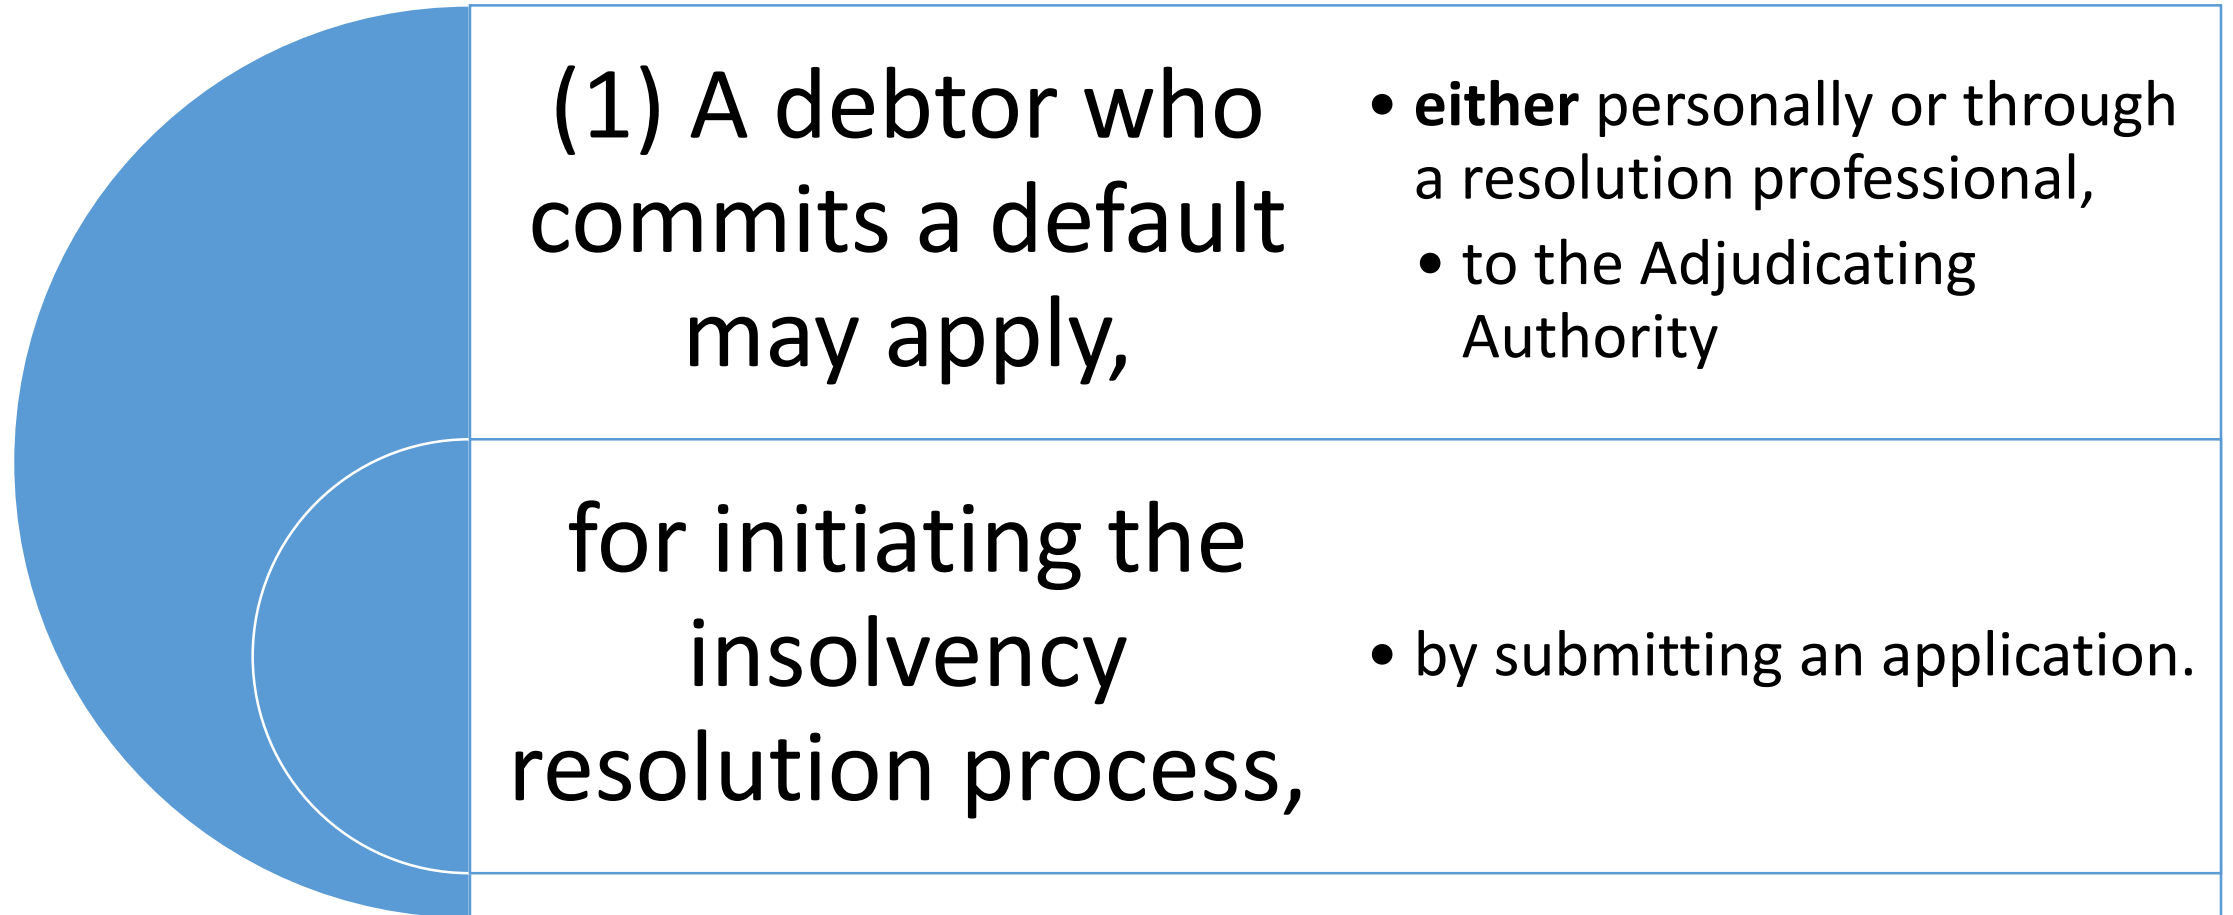 (1) A debtor who
commits a default
may apply,
• either personally or through
a resolution professional,
• to the Adjudicating
Authority
for initiating the
insolvency
resolution process,
• by submitting an application.